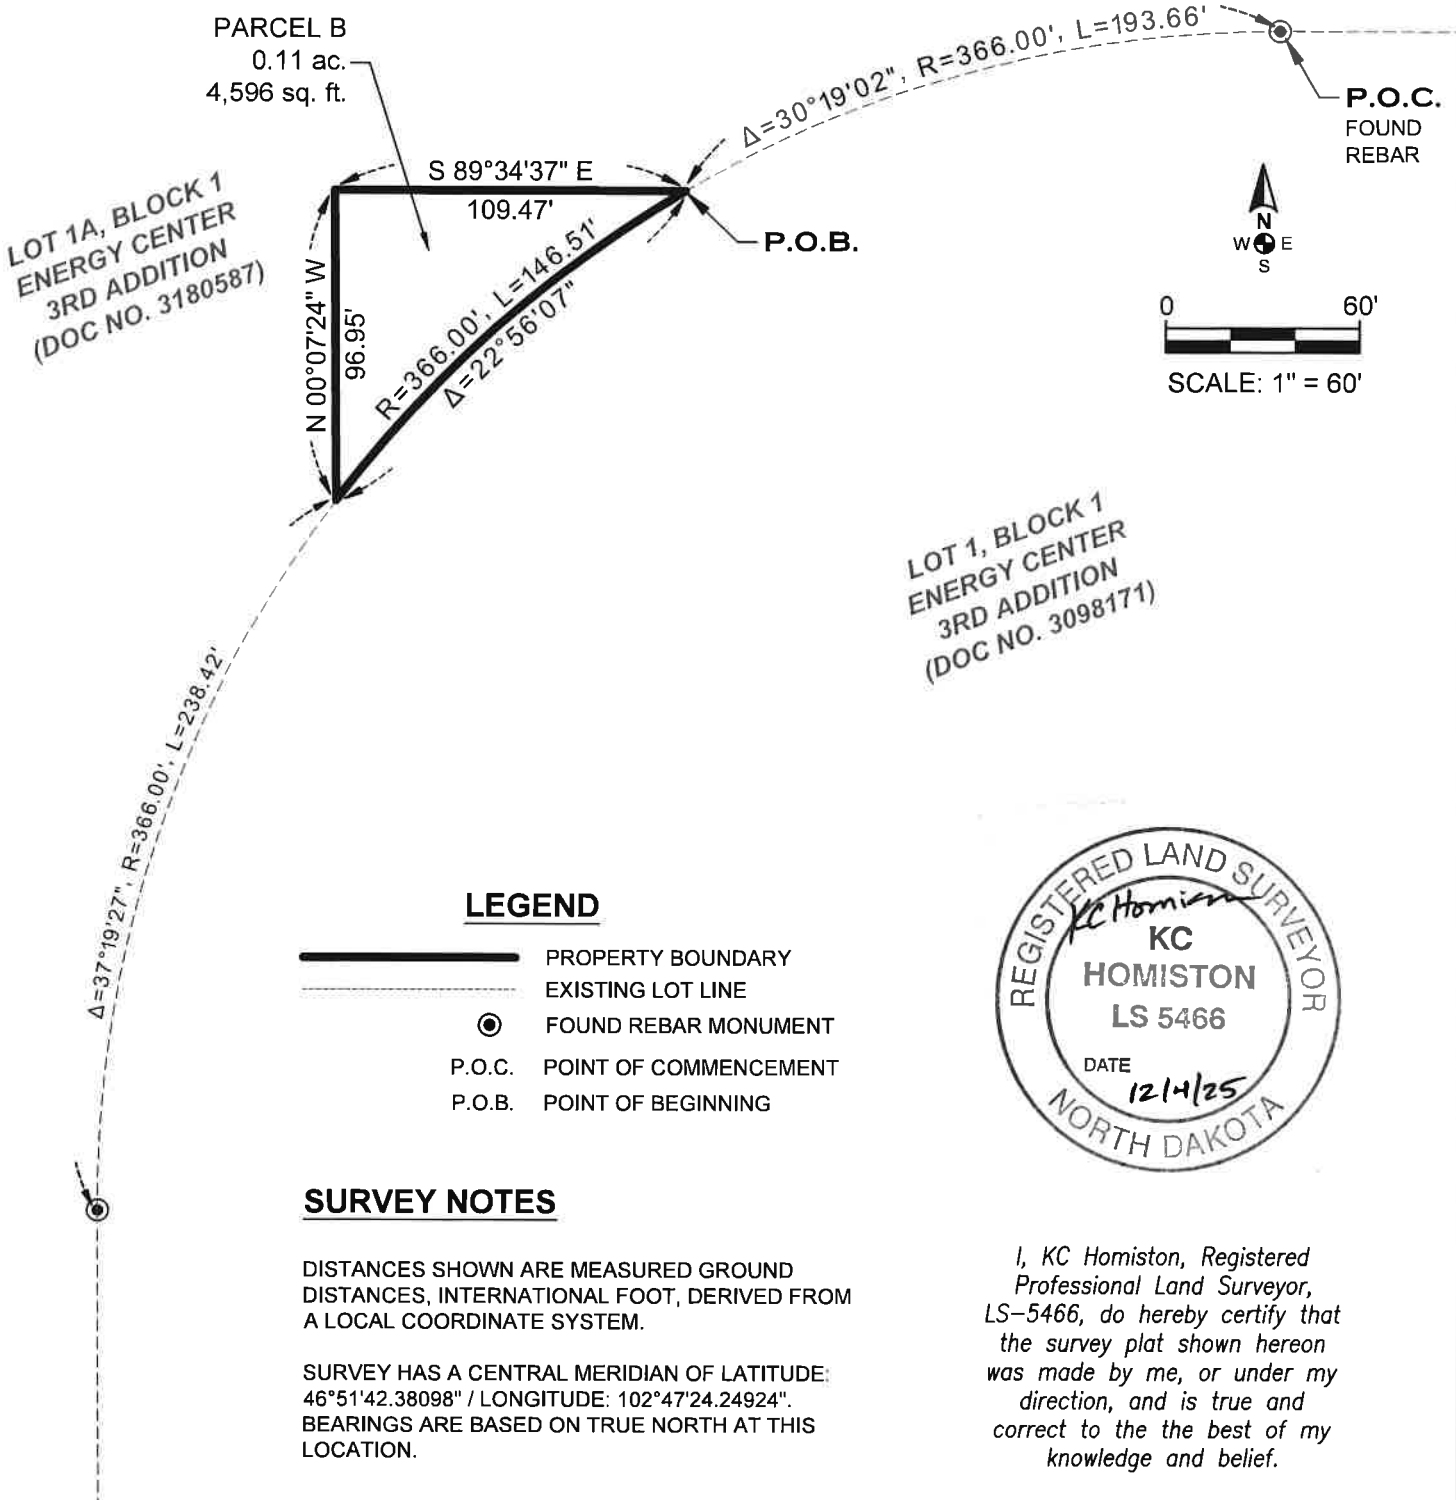 PARCEL B
0.11 ac.
4,596 sq. ft.
Δ=30°19'02", R=366.00', L=193.66'
P.O.C.
FOUND
REBAR
LOT 1A, BLOCK 1
ENERGY CENTER
3RD ADDITION
(DOC NO. 3180587)
S 89°34'37" E
109.47'
P.O.B.
N 00°07'24" W
96.95'
R=366.00', L=146.51'
Δ=22°56'07"
N
W E
S
0 60'
SCALE: 1" = 60'
LOT 1, BLOCK 1
ENERGY CENTER
3RD ADDITION
(DOC NO. 3098171)
Δ=37°19'27", R=366.00', L=238.42'
LEGEND
PROPERTY BOUNDARY
EXISTING LOT LINE
FOUND REBAR MONUMENT
P.O.C. POINT OF COMMENCEMENT
P.O.B. POINT OF BEGINNING
REGISTERED LAND SURVEYOR
KC Homiston
KC
HOMISTON
LS 5466
DATE
12/4/25
NORTH DAKOTA
SURVEY NOTES
DISTANCES SHOWN ARE MEASURED GROUND
DISTANCES, INTERNATIONAL FOOT, DERIVED FROM
A LOCAL COORDINATE SYSTEM.
SURVEY HAS A CENTRAL MERIDIAN OF LATITUDE:
46°51'42.38098" / LONGITUDE: 102°47'24.24924".
BEARINGS ARE BASED ON TRUE NORTH AT THIS
LOCATION.
I, KC Homiston, Registered
Professional Land Surveyor,
LS-5466, do hereby certify that
the survey plat shown hereon
was made by me, or under my
direction, and is true and
correct to the the best of my
knowledge and belief.